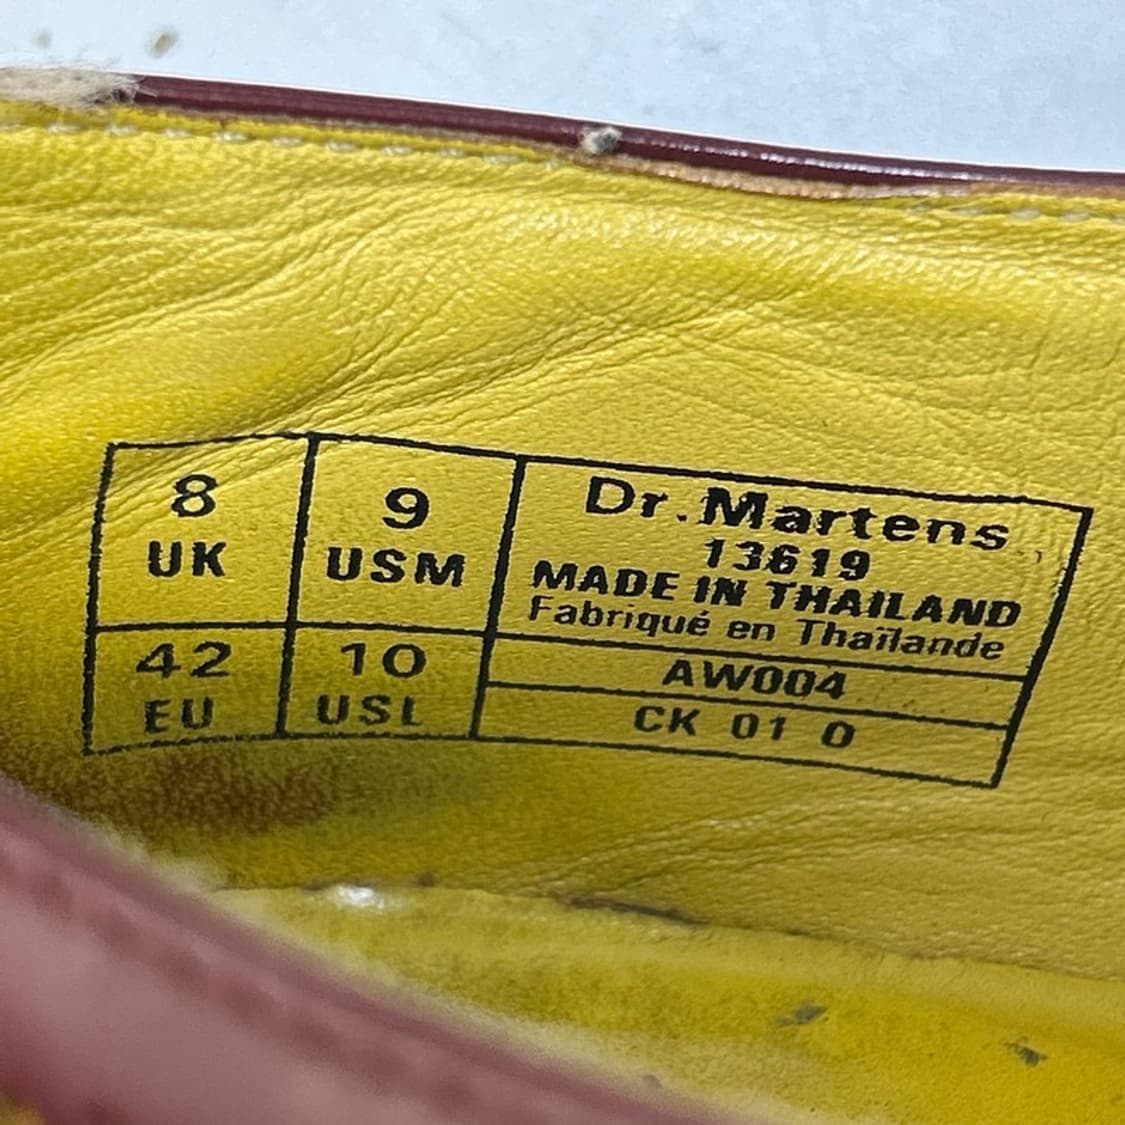 8
UK
9
USM
42
EU
10
USL
Dr. Martens
13619
MADE IN THAILAND
Fabriqué en Thaïlande
AW004
CK 01 0